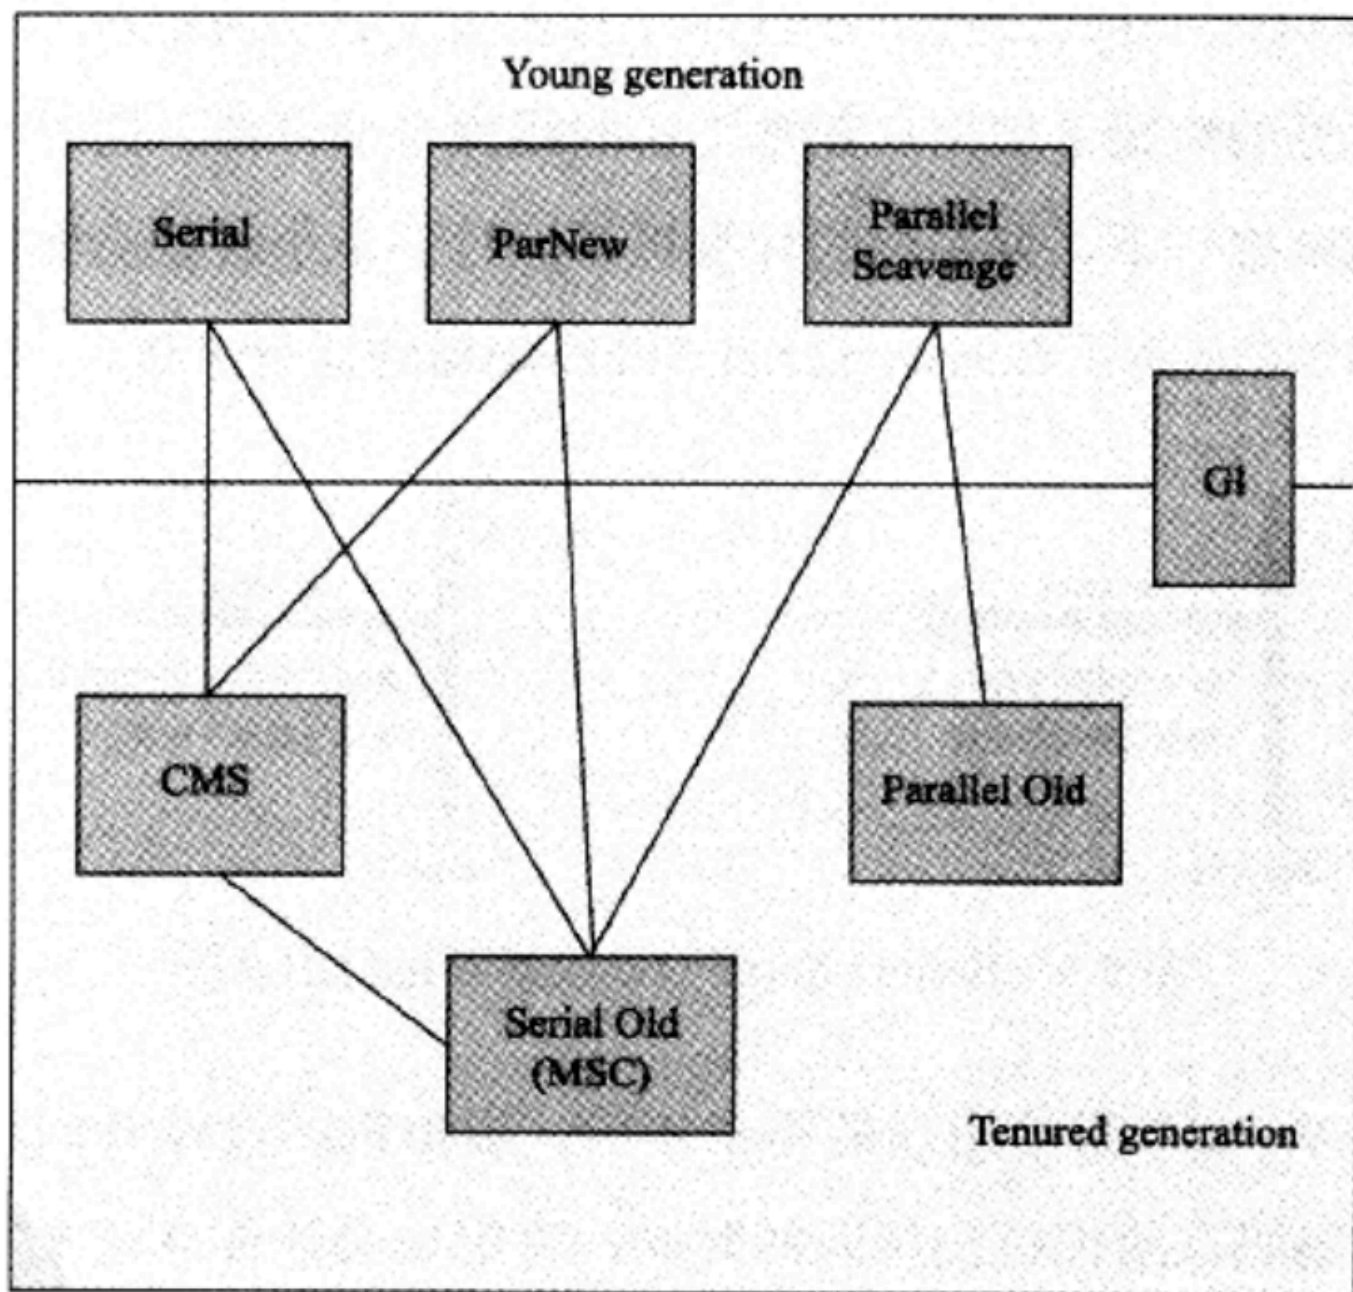 Young generation
Serial
ParNew
Parallel
Scavenge
G1
CMS
Parallel Old
Serial Old
(MSC)
Tenured generation